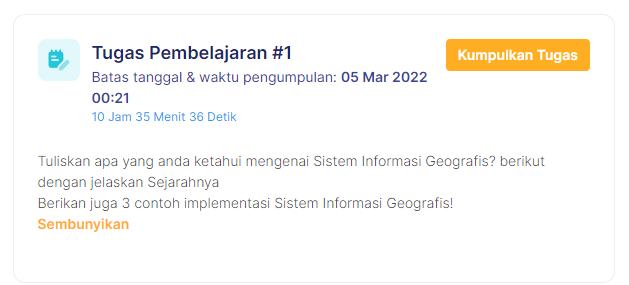 Tugas Pembelajaran #1
Kumpulkan Tugas
Batas tanggal & waktu pengumpulan: 05 Mar 2022
00:21
10 Jam 35 Menit 36 Detik
Tuliskan apa yang anda ketahui mengenai Sistem Informasi Geografis? berikut
dengan jelaskan Sejarahnya
Berikan juga 3 contoh implementasi Sistem Informasi Geografis!
Sembunyikan